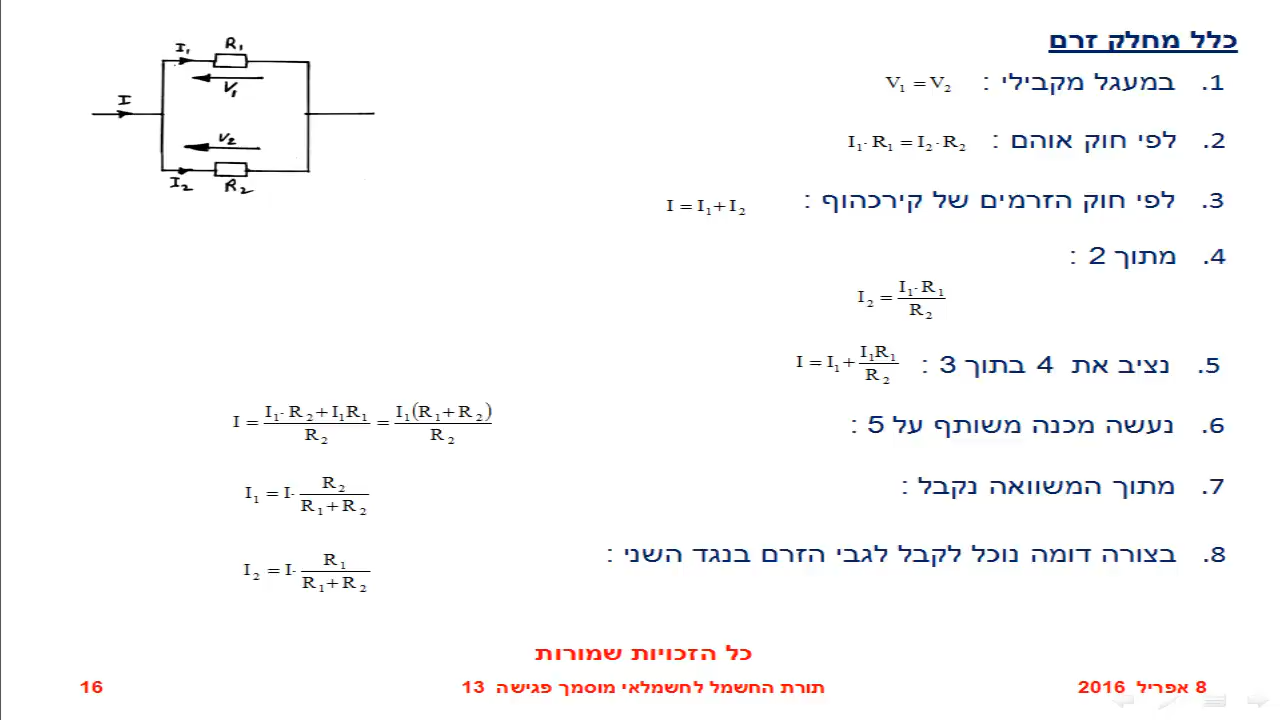 כלל מחלק זרם
1. במעגל מקבילי : V₁ = V₂
2. לפי חוק אוהם : I₁· R₁ = I₂ · R₂
3. לפי חוק הזרמים של קירכהוף : I = I₁+ I₂
4. מתוך 2 :
I₂ = (I₁· R₁)/(R₂)
5. נציב את 4 בתוך 3 : I = I₁+ (I₁R₁)/(R₂)
6. נעשה מכנה משותף על 5 : I = (I₁· R₂ + I₁R₁)/(R₂) = (I₁(R₁+ R₂))/(R₂)
7. מתוך המשוואה נקבל : I₁ = I· (R₂)/(R₁+ R₂)
8. בצורה דומה נוכל לקבל לגבי הזרם בנגד השני : I₂ = I· (R₁)/(R₁+ R₂)
I₁ R₁
V₁
I
V₂
I₂ R₂
כל הזכויות שמורות
8 אפריל 2016 תורת החשמל לחשמלאי מוסמך פגישה 13 16